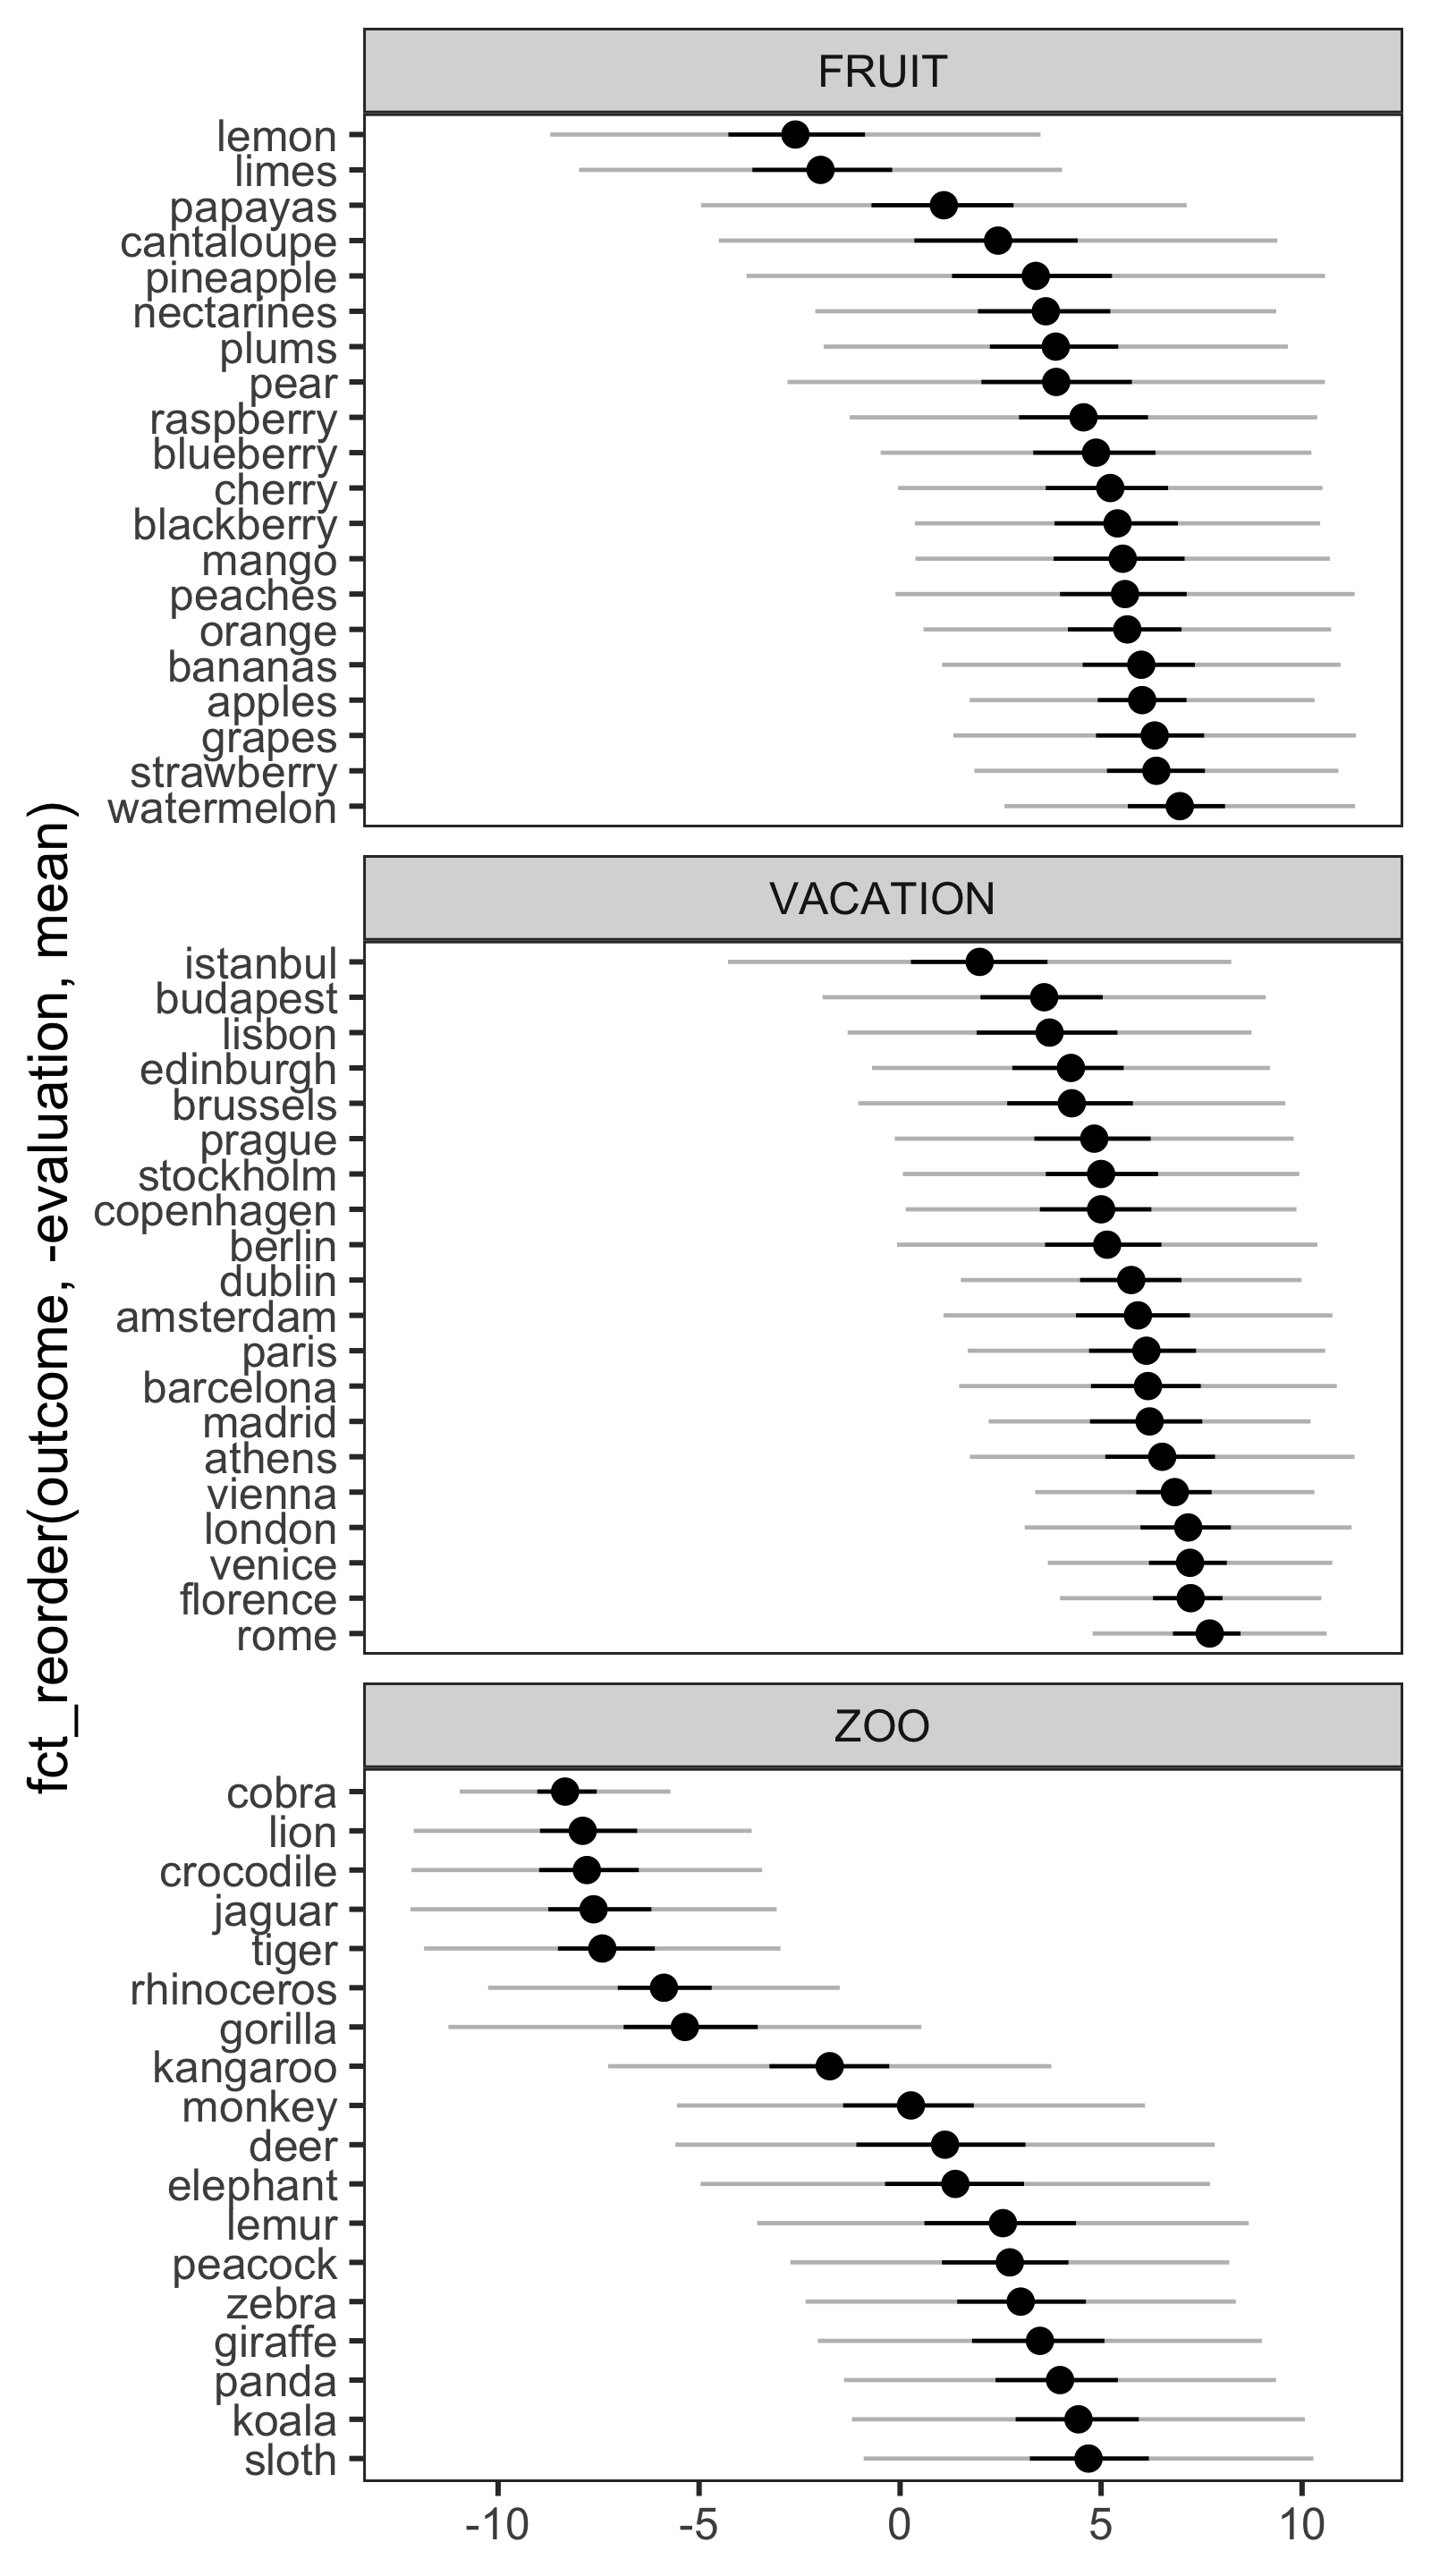 fct_reorder(outcome, -evaluation, mean)
FRUIT
lemon
limes
papayas
cantaloupe
pineapple
nectarines
plums
pear
raspberry
blueberry
cherry
blackberry
mango
peaches
orange
bananas
apples
grapes
strawberry
watermelon
VACATION
istanbul
budapest
lisbon
edinburgh
brussels
prague
stockholm
copenhagen
berlin
dublin
amsterdam
paris
barcelona
madrid
athens
vienna
london
venice
florence
rome
ZOO
cobra
lion
crocodile
jaguar
tiger
rhinoceros
gorilla
kangaroo
monkey
deer
elephant
lemur
peacock
zebra
giraffe
panda
koala
sloth
-10 -5 0 5 10